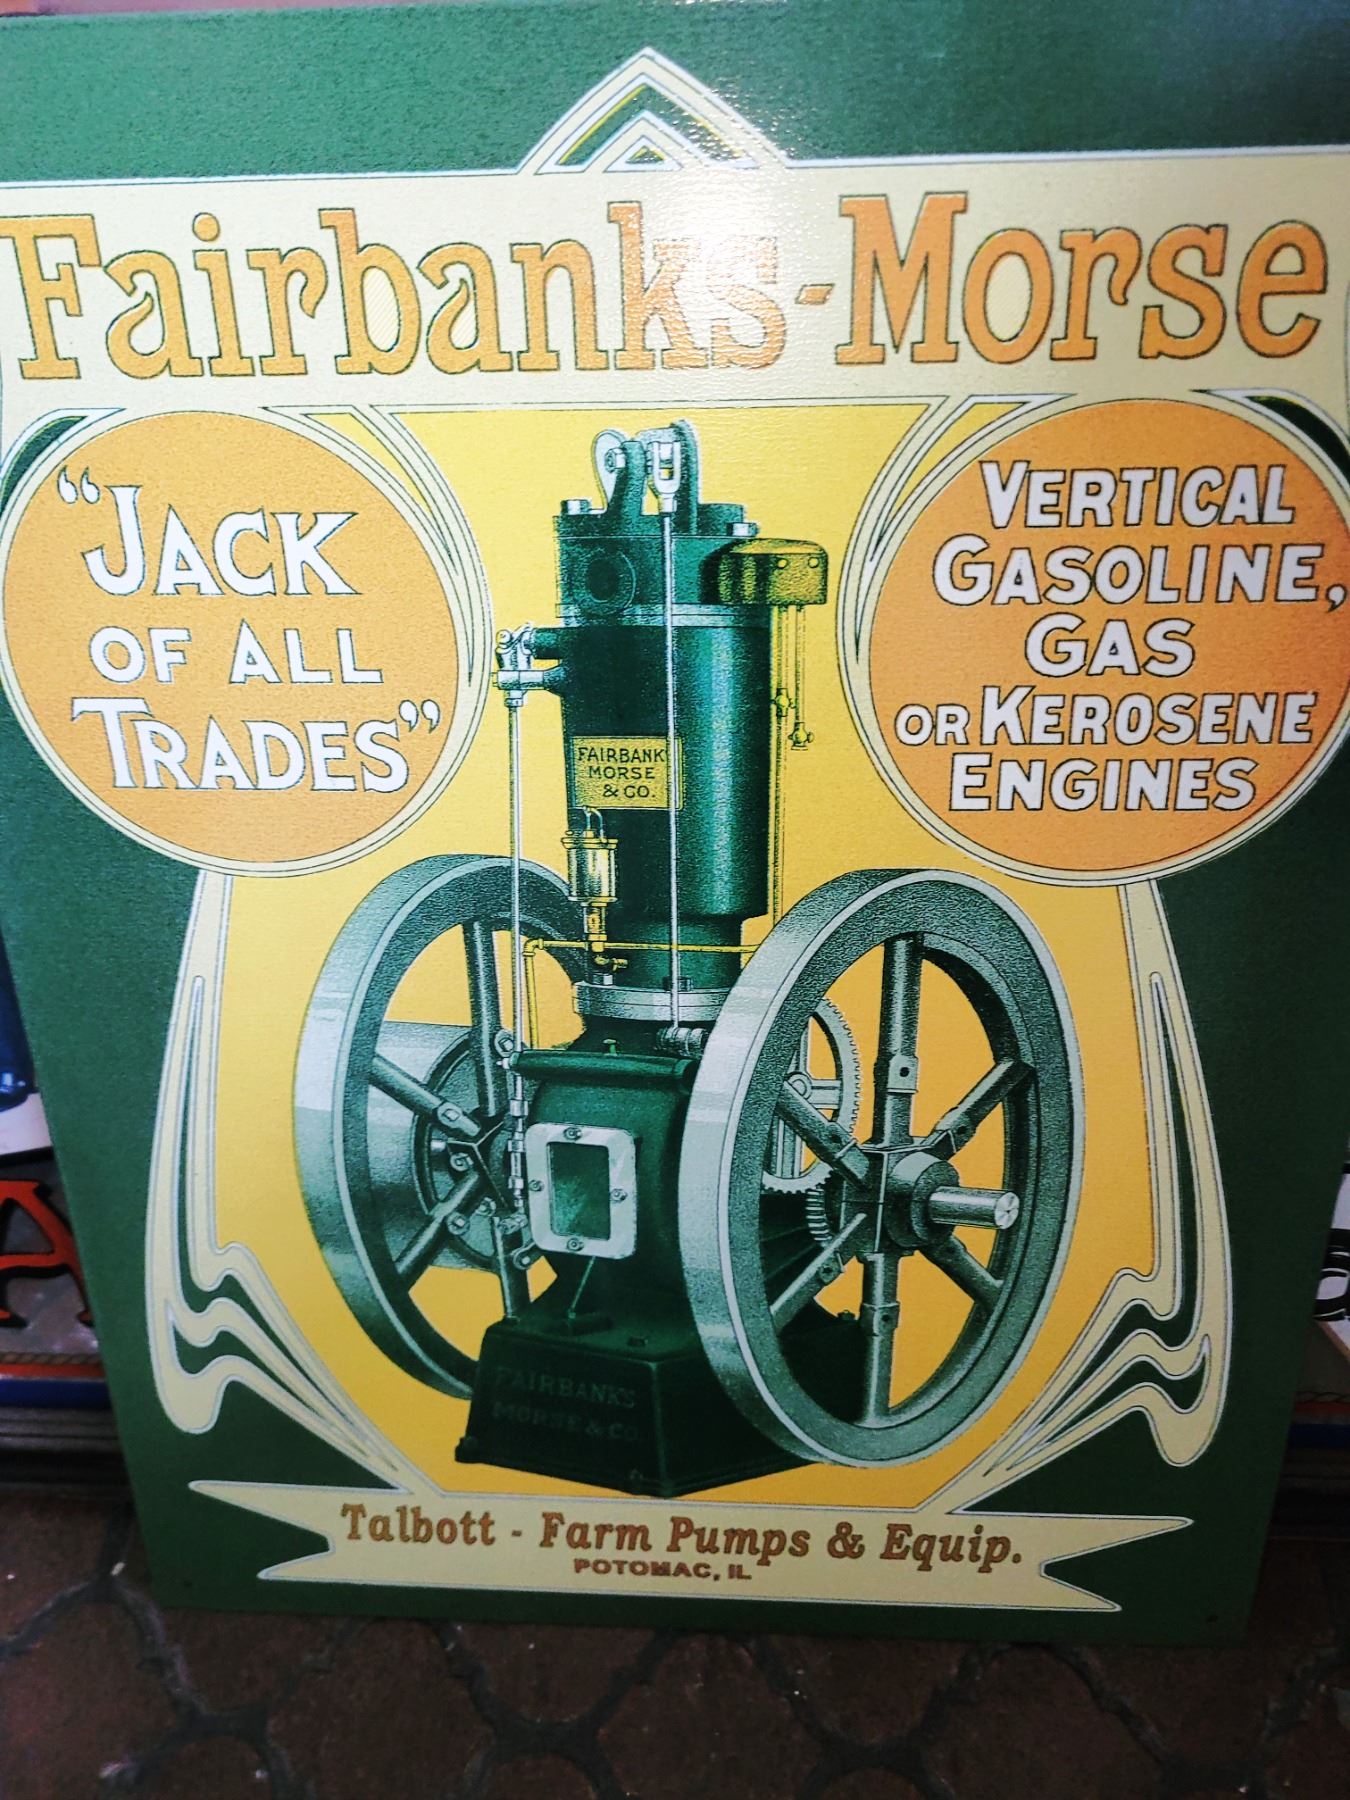 Fairbanks-Morse
"JACK
OF ALL
TRADES"
VERTICAL
GASOLINE,
GAS
OR KEROSENE
ENGINES
FAIRBANK
MORSE
& CO.
FAIRBANKS
MORSE & CO.
Talbott - Farm Pumps & Equip.
POTOMAC, IL